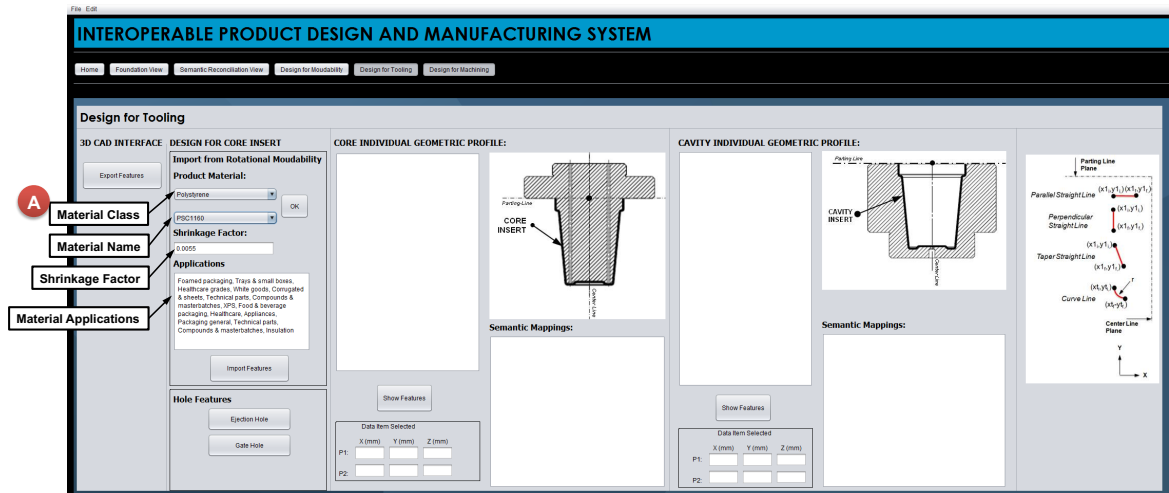 File Edit
INTEROPERABLE PRODUCT DESIGN AND MANUFACTURING SYSTEM
Home Foundation View Semantic Reconciliation View Design for Moudability Design for Tooling Design for Machining
Design for Tooling
3D CAD INTERFACE
Export Features
A
Material Class
Material Name
Shrinkage Factor
Material Applications
DESIGN FOR CORE INSERT
Import from Rotational Moudability
Product Material:
Polystyrene
OK
PSC1160
Shrinkage Factor:
0.0055
Applications
Foamed packaging, Trays & small boxes,
Healthcare grades, White goods, Corrugated
& sheets, Technical parts, Compounds &
masterbatches, XPS, Food & beverage
packaging, Healthcare, Appliances,
Packaging general, Technical parts,
Compounds & masterbatches, Insulation
Import Features
Hole Features
Ejection Hole
Gate Hole
CORE INDIVIDUAL GEOMETRIC PROFILE:
Parting-Line
CORE
INSERT
Center-Line
Semantic Mappings:
Show Features
Data Item Selected
X (mm) Y (mm) Z (mm)
P1:
P2:
CAVITY INDIVIDUAL GEOMETRIC PROFILE:
Parting Line
CAVITY
INSERT
Center-Line
Semantic Mappings:
Show Features
Data Item Selected
X (mm) Y (mm) Z (mm)
P1:
P2:
Parting Line
Plane
Parallel Straight Line
Perpendicular
Straight Line
Taper Straight Line
r
Curve Line
Center Line
Plane
Y
X